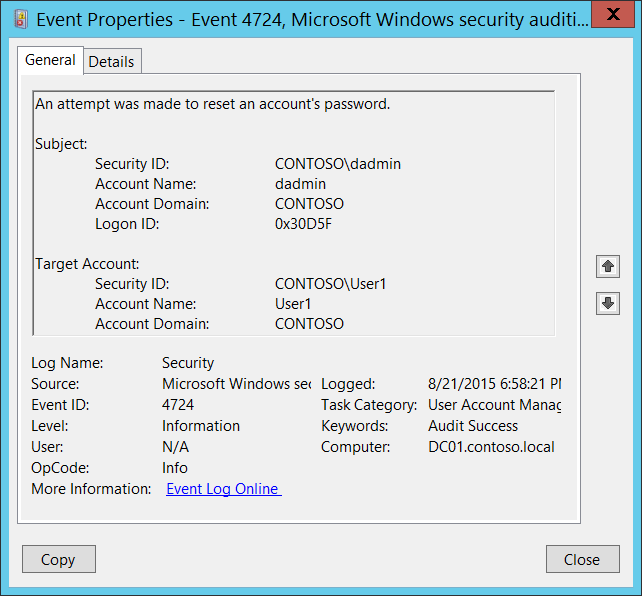 Event Properties - Event 4724, Microsoft Windows security auditi...
X
General Details
An attempt was made to reset an account's password.
Subject:
Security ID: CONTOSO\dadmin
Account Name: dadmin
Account Domain: CONTOSO
Logon ID: 0x30D5F
Target Account:
Security ID: CONTOSO\User1
Account Name: User1
Account Domain: CONTOSO
Log Name: Security
Source: Microsoft Windows sec Logged: 8/21/2015 6:58:21 PM
Event ID: 4724 Task Category: User Account Manag
Level: Information Keywords: Audit Success
User: N/A Computer: DC01.contoso.local
OpCode: Info
More Information: Event Log Online
Copy Close